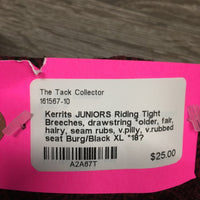 The Tack Collector
161567-10
Kerrits JUNIORS Riding Tight
Breeches, drawstring *older, fair,
hairy, seam rubs, v.pilly, v.rubbed
seat Burg/Black XL *18?
$25.00
A2A67T